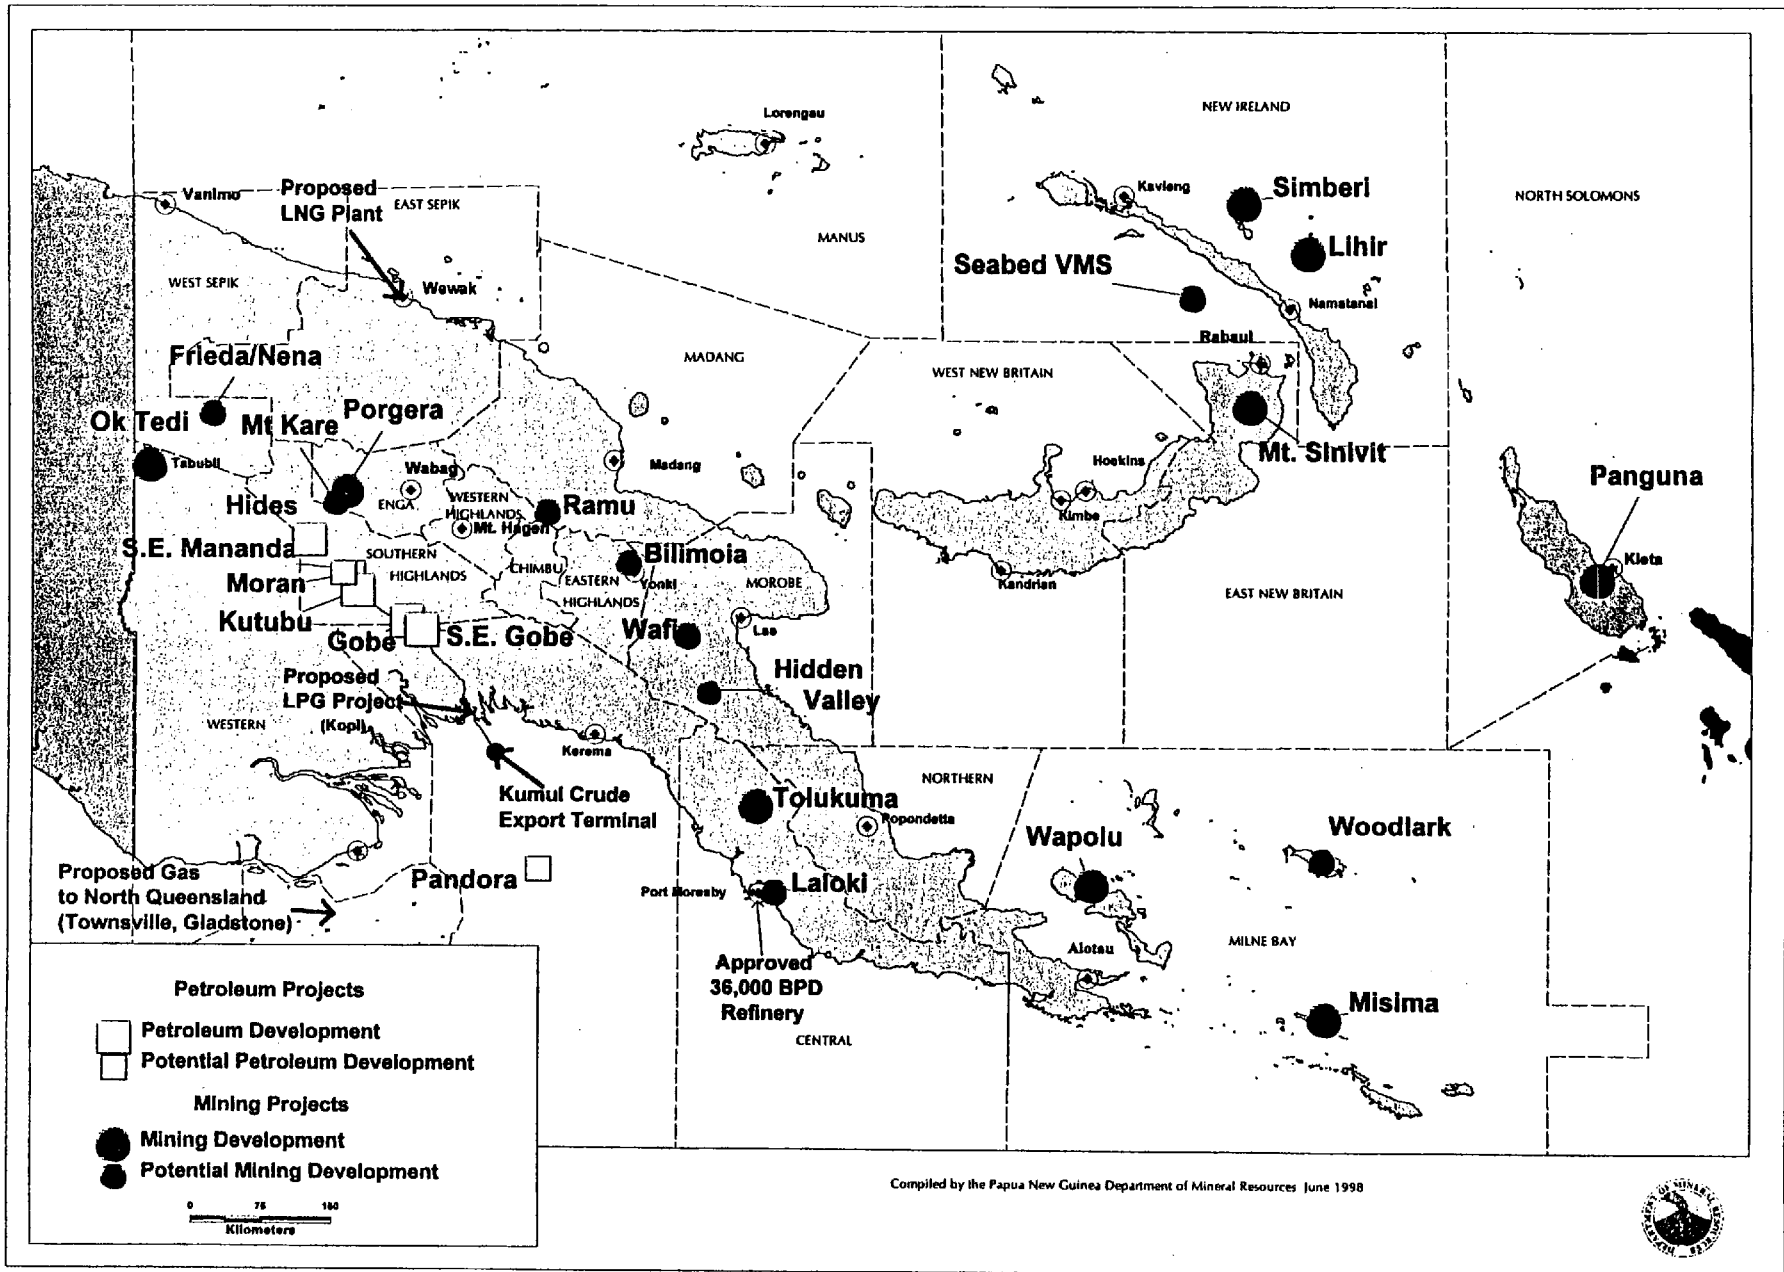 Lorengau
NEW IRELAND
NORTH SOLOMONS
Vanimo
Proposed
LNG Plant
EAST SEPIK
MANUS
Kavieng
Simberi
Lihir
Seabed VMS
WEST SEPIK
Wewak
Namatanai
Rabaul
Frieda/Nena
MADANG
WEST NEW BRITAIN
Ok Tedi
Mt Kare
Porgera
Tabubil
Wabag
Madang
Hoskins
Mt. Sinivit
Panguna
Hides
ENGA
WESTERN
HIGHLANDS
Mt. Hagen
Ramu
Kimbe
S.E. Mananda
SOUTHERN
HIGHLANDS
CHIMBU
Bilimoia
Yonki
EASTERN
HIGHLANDS
MOROBE
Kandrian
EAST NEW BRITAIN
Kieta
Moran
Kutubu
Gobe
S.E. Gobe
Wafi
Lae
Hidden
Valley
Proposed
LPG Project
(Kopi)
WESTERN
Kerema
Kumul Crude
Export Terminal
NORTHERN
Tolukuma
Popondetta
Wapolu
Woodlark
Proposed Gas
to North Queensland
(Townsville, Gladstone)
Pandora
Port Moresby
Laloki
Alotau
MILNE BAY
Approved
36,000 BPD
Refinery
CENTRAL
Misima
Petroleum Projects
Petroleum Development
Potential Petroleum Development
Mining Projects
Mining Development
Potential Mining Development
0 75 150
Kilometers
Compiled by the Papua New Guinea Department of Mineral Resources June 1998
DEPARTMENT OF MINERAL RESOURCES